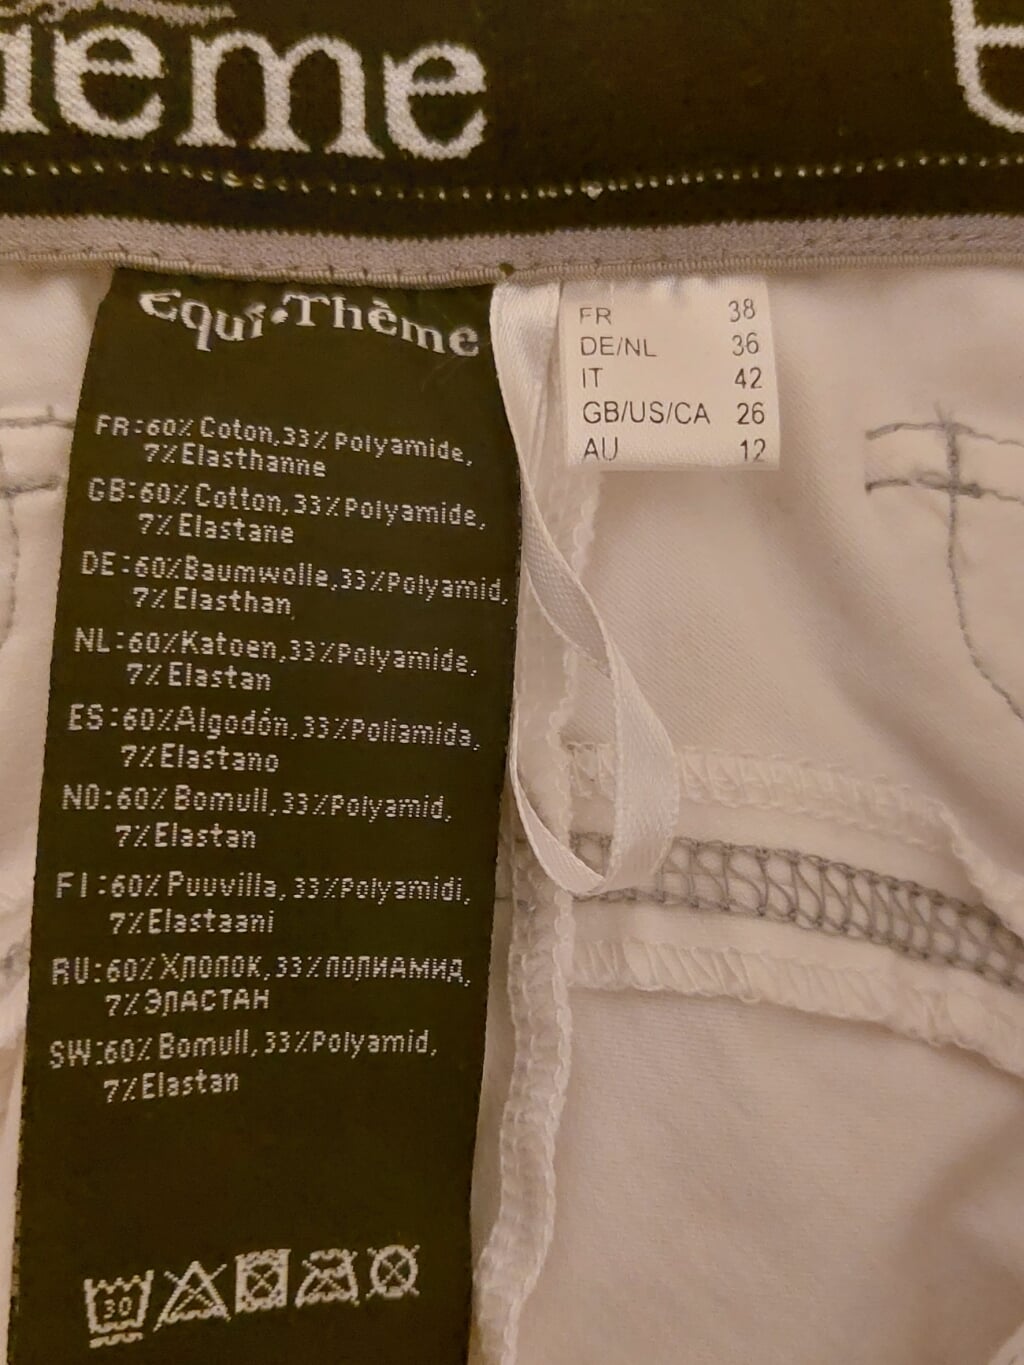 ième
Equi·Thème
FR:60% Coton,33% Polyamide,
7%Elasthanne
GB:60% Cotton,33%Polyamide,
7%Elastane
DE:60%Baumwolle,33%Polyamid,
7%Elasthan
NL:60%Katoen,33%Polyamide,
7%Elastan
ES:60%Algodón,33%Poliamida,
7%Elastano
NO:60% Bomull,33%Polyamid,
7%Elastan
FI:60% Puuvilla,33%Polyamidi,
7%Elastaani
RU:60%ХЛОПОК,33%ПОЛИАМИД,
7%ЭЛАСТАН
SW:60% Bomull,33%Polyamid,
7%Elastan
30
FR 38
DE/NL 36
IT 42
GB/US/CA 26
AU 12